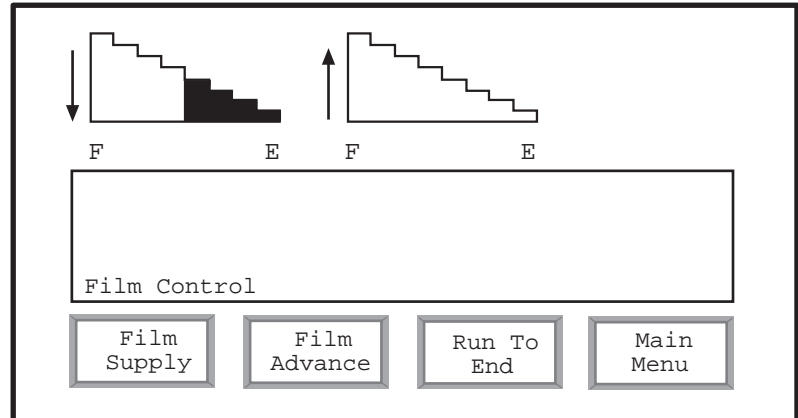 F E F E
Film Control
Film
Supply
Film
Advance
Run To
End
Main
Menu